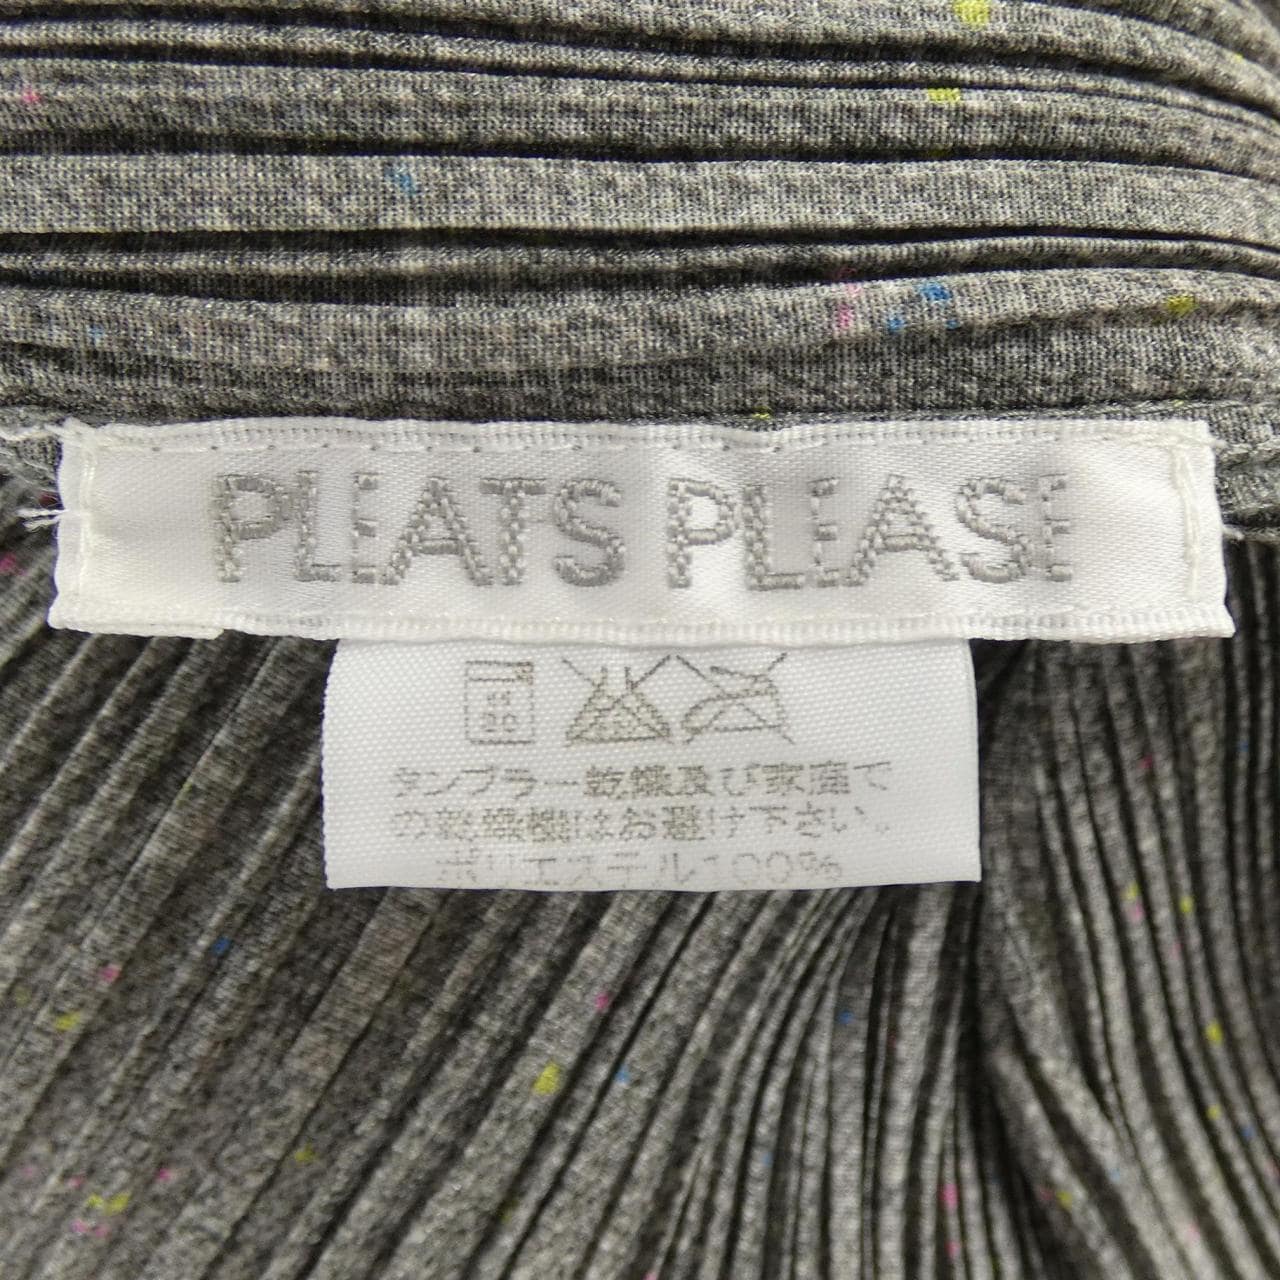 PLEATS PLEASE
タンブラー乾燥及び家庭で
の乾燥機はお避け下さい。
ポリエステル100%